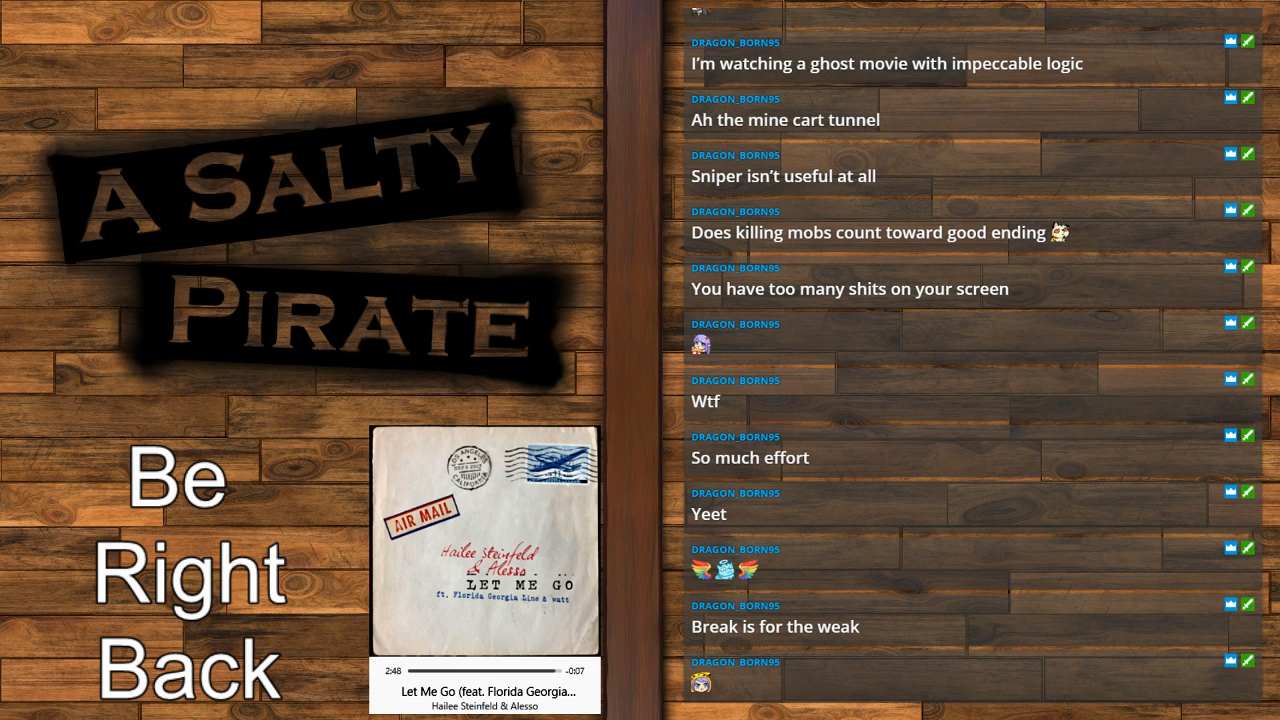 A SALTY
PIRATE
Be
Right
Back
LOS ANGELES
CALIFORNIA
AIR MAIL
Hailee Steinfeld
& Alesso
LET ME GO
ft. Florida Georgia Line & watt
2:48
-0:07
Let Me Go (feat. Florida Georgia...
Hailee Steinfeld & Alesso
DRAGON_BORN95
I’m watching a ghost movie with impeccable logic
DRAGON_BORN95
Ah the mine cart tunnel
DRAGON_BORN95
Sniper isn’t useful at all
DRAGON_BORN95
Does killing mobs count toward good ending
DRAGON_BORN95
You have too many shits on your screen
DRAGON_BORN95
DRAGON_BORN95
Wtf
DRAGON_BORN95
So much effort
DRAGON_BORN95
Yeet
DRAGON_BORN95
DRAGON_BORN95
Break is for the weak
DRAGON_BORN95